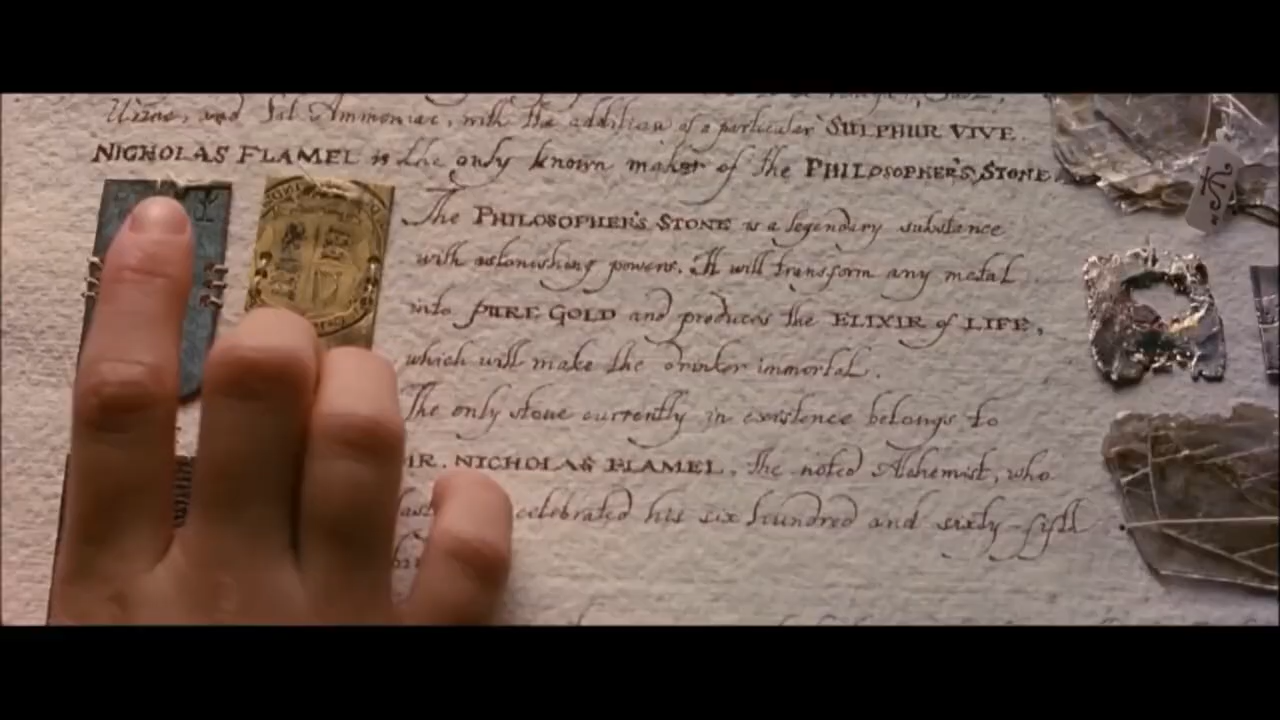 Urine, and Sal Ammoniac, with the addition of a particular SULPHUR VIVE.
NICHOLAS FLAMEL is the only known maker of the PHILOSOPHER'S STONE
The PHILOSOPHER'S STONE is a legendary substance
with astonishing powers. It will transform any metal
into PURE GOLD and produces the ELIXIR of LIFE,
which will make the drinker immortal.
The only stone currently in existence belongs to
IR. NICHOLAS FLAMEL, the noted Alchemist, who
last celebrated his six hundred and sixty-fifth